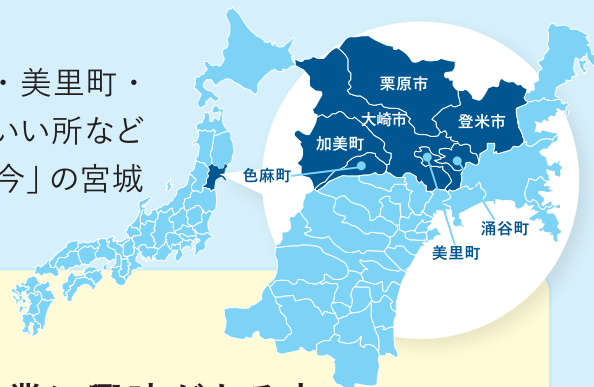 ・美里町・
いい所など
今」の宮城
栗原市
大崎市
登米市
加美町
色麻町
涌谷町
美里町